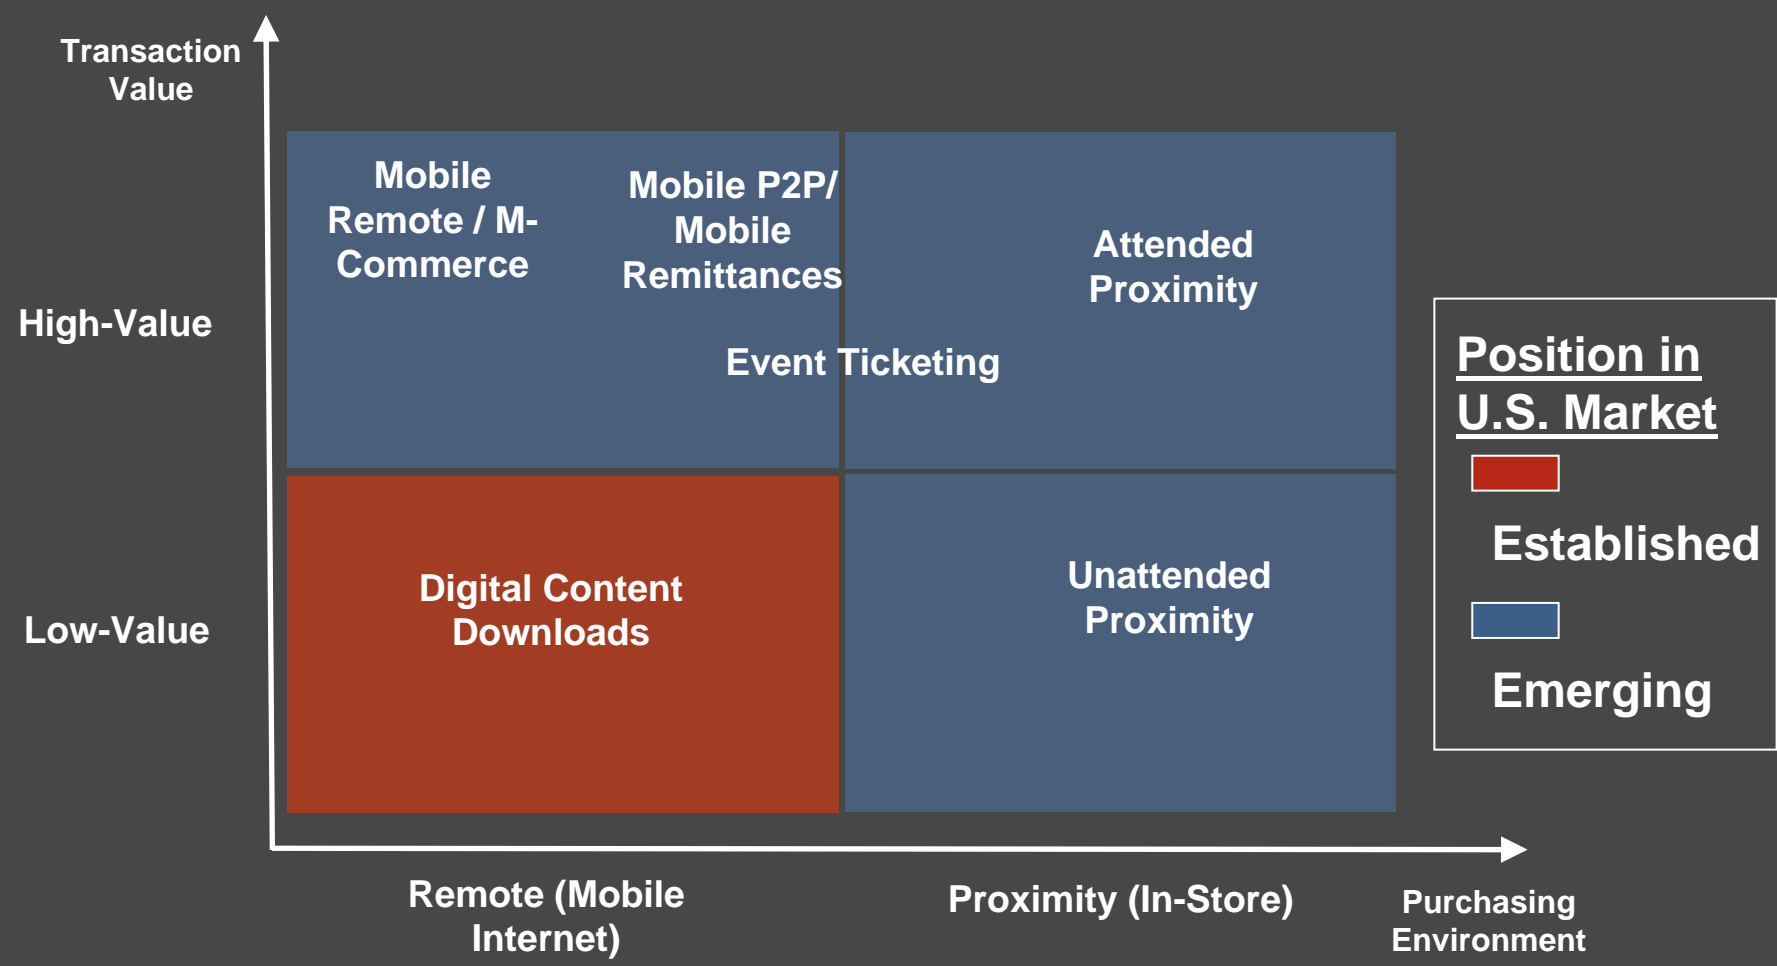 Transaction
Value
Mobile
Remote / M-
Commerce
Mobile P2P/
Mobile
Remittances
Attended
Proximity
High-Value
Event Ticketing
Position in
U.S. Market
Established
Emerging
Digital Content
Downloads
Unattended
Proximity
Low-Value
Remote (Mobile
Internet)
Proximity (In-Store)
Purchasing
Environment